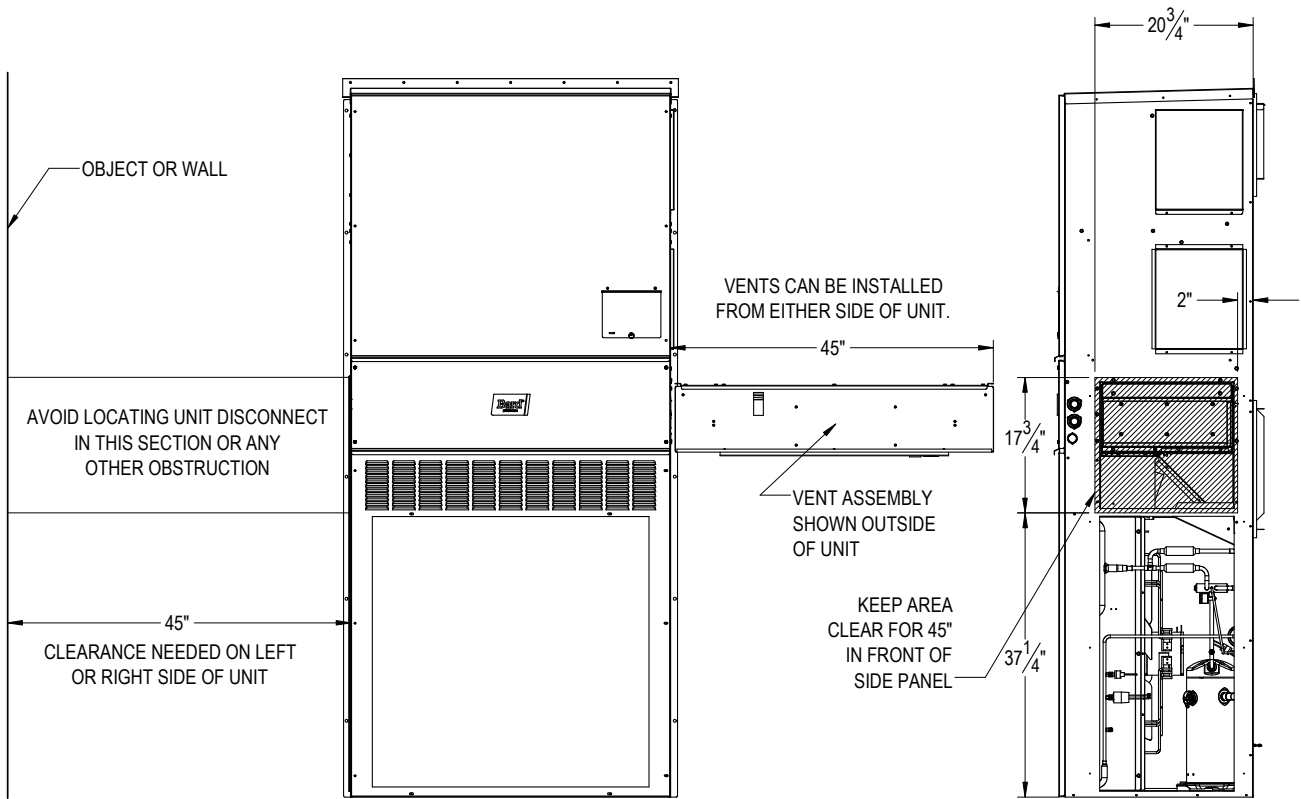 20 3/4"
OBJECT OR WALL
VENTS CAN BE INSTALLED
FROM EITHER SIDE OF UNIT.
2"
45"
AVOID LOCATING UNIT DISCONNECT
IN THIS SECTION OR ANY
OTHER OBSTRUCTION
Bard
17 3/4"
VENT ASSEMBLY
SHOWN OUTSIDE
OF UNIT
KEEP AREA
CLEAR FOR 45"
IN FRONT OF
SIDE PANEL
37 1/4"
45"
CLEARANCE NEEDED ON LEFT
OR RIGHT SIDE OF UNIT